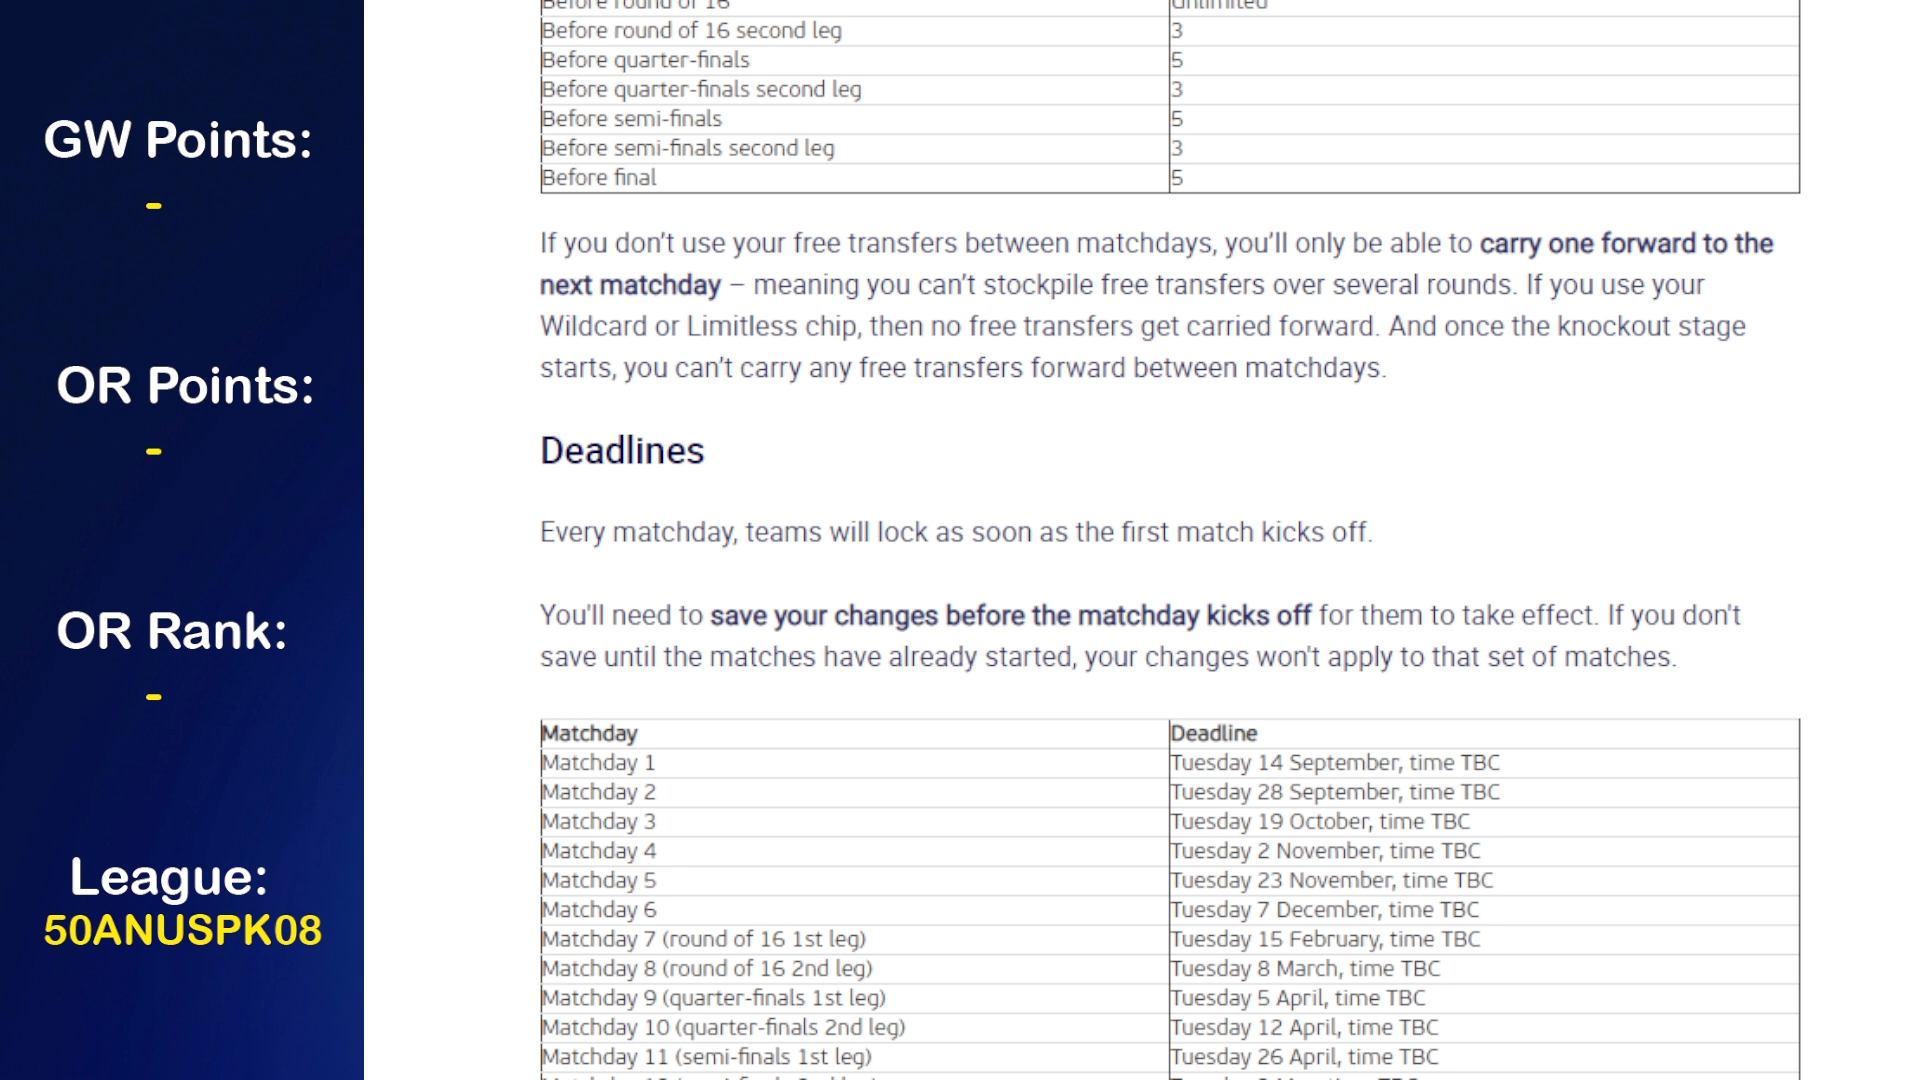 GW Points:
-
OR Points:
-
OR Rank:
-
League:
50ANUSPK08
Before round of 16 Unlimited
Before round of 16 second leg 3
Before quarter-finals 5
Before quarter-finals second leg 3
Before semi-finals 5
Before semi-finals second leg 3
Before final 5
If you don’t use your free transfers between matchdays, you’ll only be able to carry one forward to the
next matchday – meaning you can’t stockpile free transfers over several rounds. If you use your
Wildcard or Limitless chip, then no free transfers get carried forward. And once the knockout stage
starts, you can’t carry any free transfers forward between matchdays.
Deadlines
Every matchday, teams will lock as soon as the first match kicks off.
You'll need to save your changes before the matchday kicks off for them to take effect. If you don't
save until the matches have already started, your changes won't apply to that set of matches.
Matchday Deadline
Matchday 1 Tuesday 14 September, time TBC
Matchday 2 Tuesday 28 September, time TBC
Matchday 3 Tuesday 19 October, time TBC
Matchday 4 Tuesday 2 November, time TBC
Matchday 5 Tuesday 23 November, time TBC
Matchday 6 Tuesday 7 December, time TBC
Matchday 7 (round of 16 1st leg) Tuesday 15 February, time TBC
Matchday 8 (round of 16 2nd leg) Tuesday 8 March, time TBC
Matchday 9 (quarter-finals 1st leg) Tuesday 5 April, time TBC
Matchday 10 (quarter-finals 2nd leg) Tuesday 12 April, time TBC
Matchday 11 (semi-finals 1st leg) Tuesday 26 April, time TBC